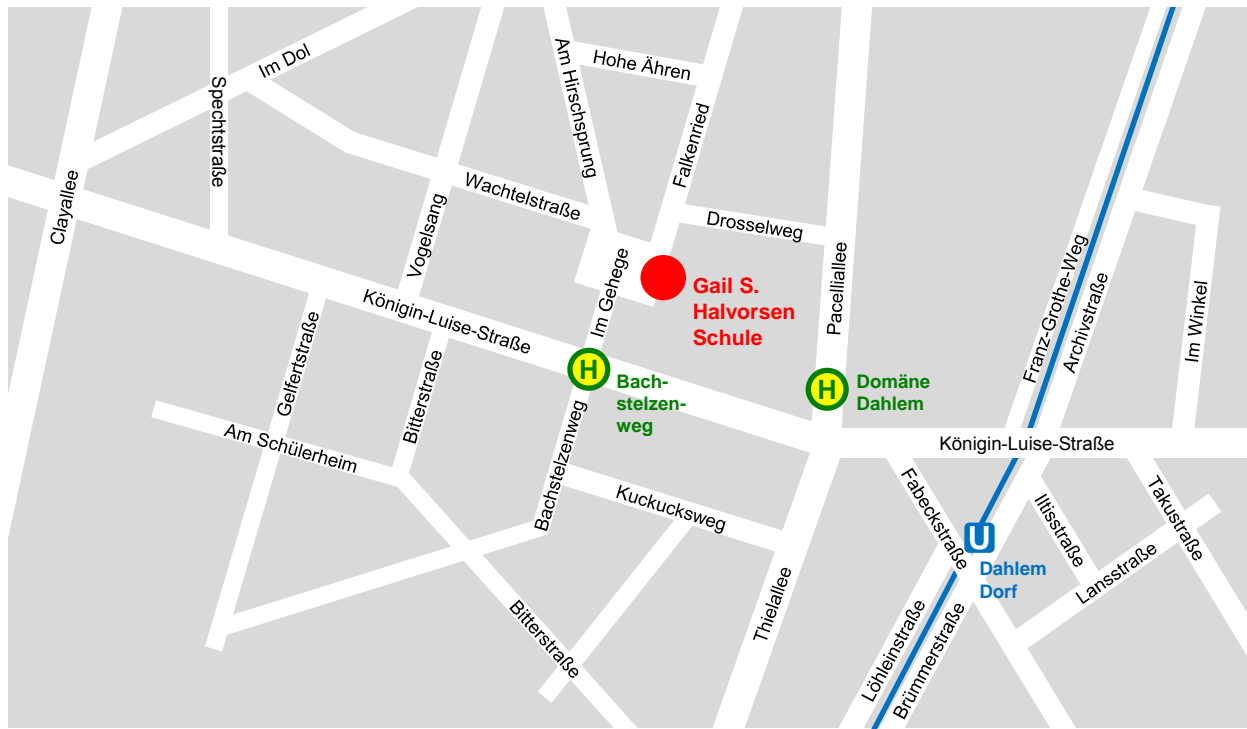 Im Dol
Am Hirschsprung
Hohe Ähren
Spechtstraße
Falkenried
Clayallee
Wachtelstraße
Vogelsang
Drosselweg
Im Gehege
Gail S.
Halvorsen
Schule
Pacelliallee
Franz-Grothe-Weg
Archivstraße
Im Winkel
Königin-Luise-Straße
Gelfertstraße
Bitterstraße
H
Bach-
stelzen-
weg
H
Domäne
Dahlem
Am Schülerheim
Bachstelzenweg
Königin-Luise-Straße
Kuckucksweg
Fabeckstraße
Iltisstraße
Takustraße
U
Dahlem
Dorf
Lansstraße
Thielallee
Bitterstraße
Löhleinstraße
Brümmerstraße